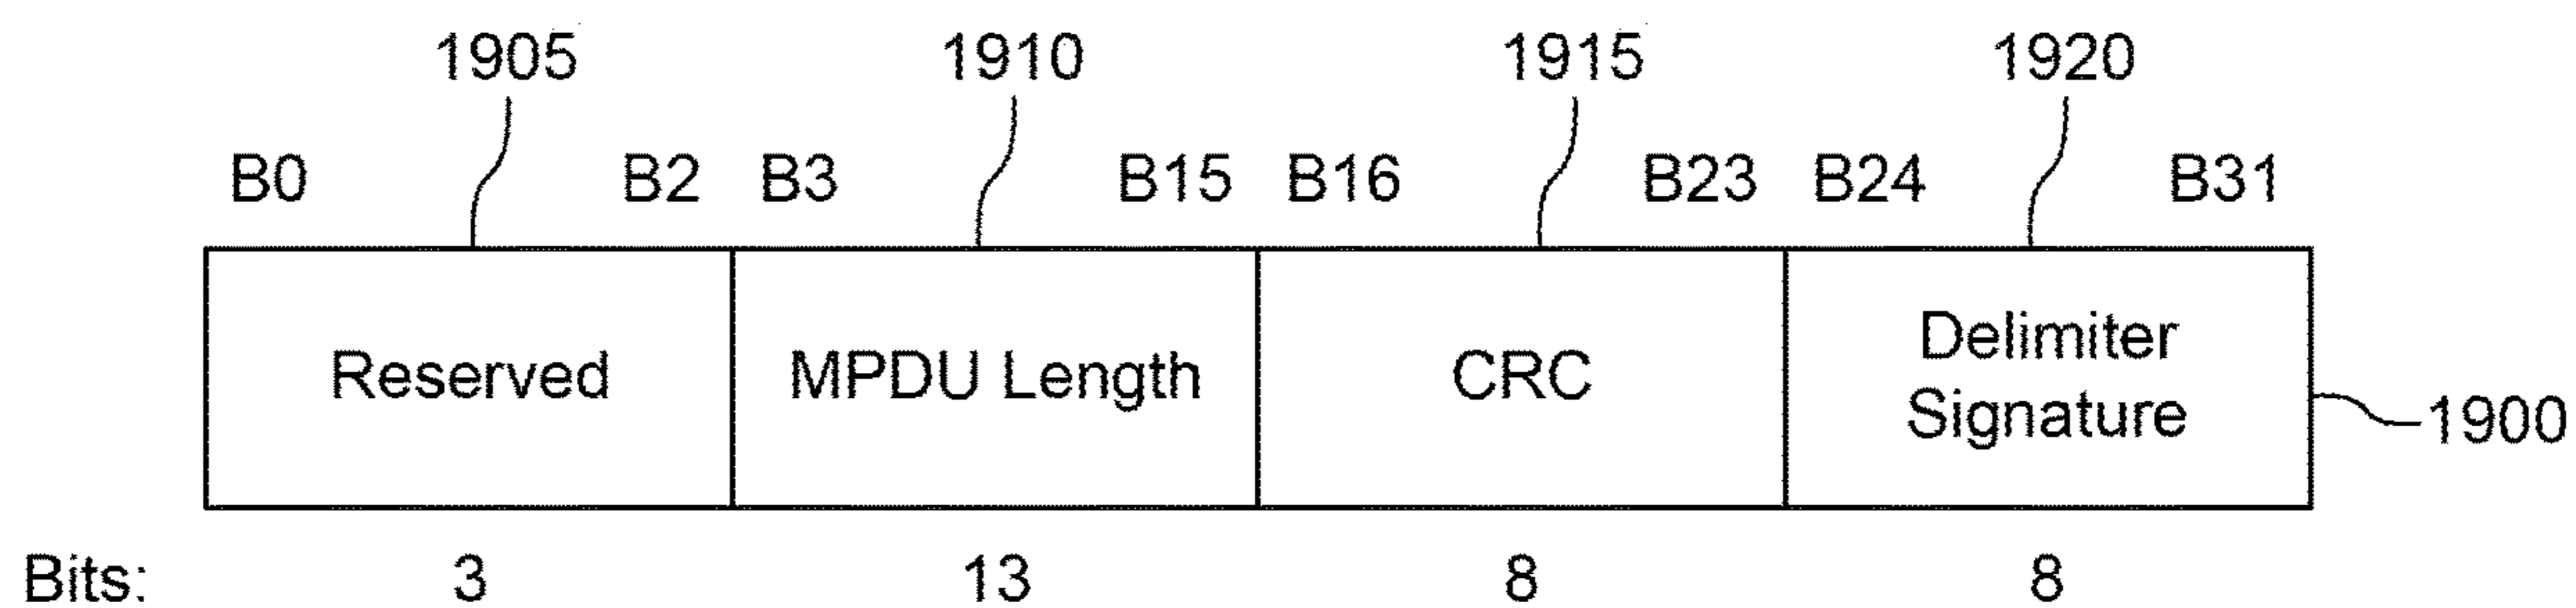 1905 1910 1915 1920
B0 B2 B3 B15 B16 B23 B24 B31
Reserved MPDU Length CRC Delimiter
Signature
1900
Bits: 3 13 8 8